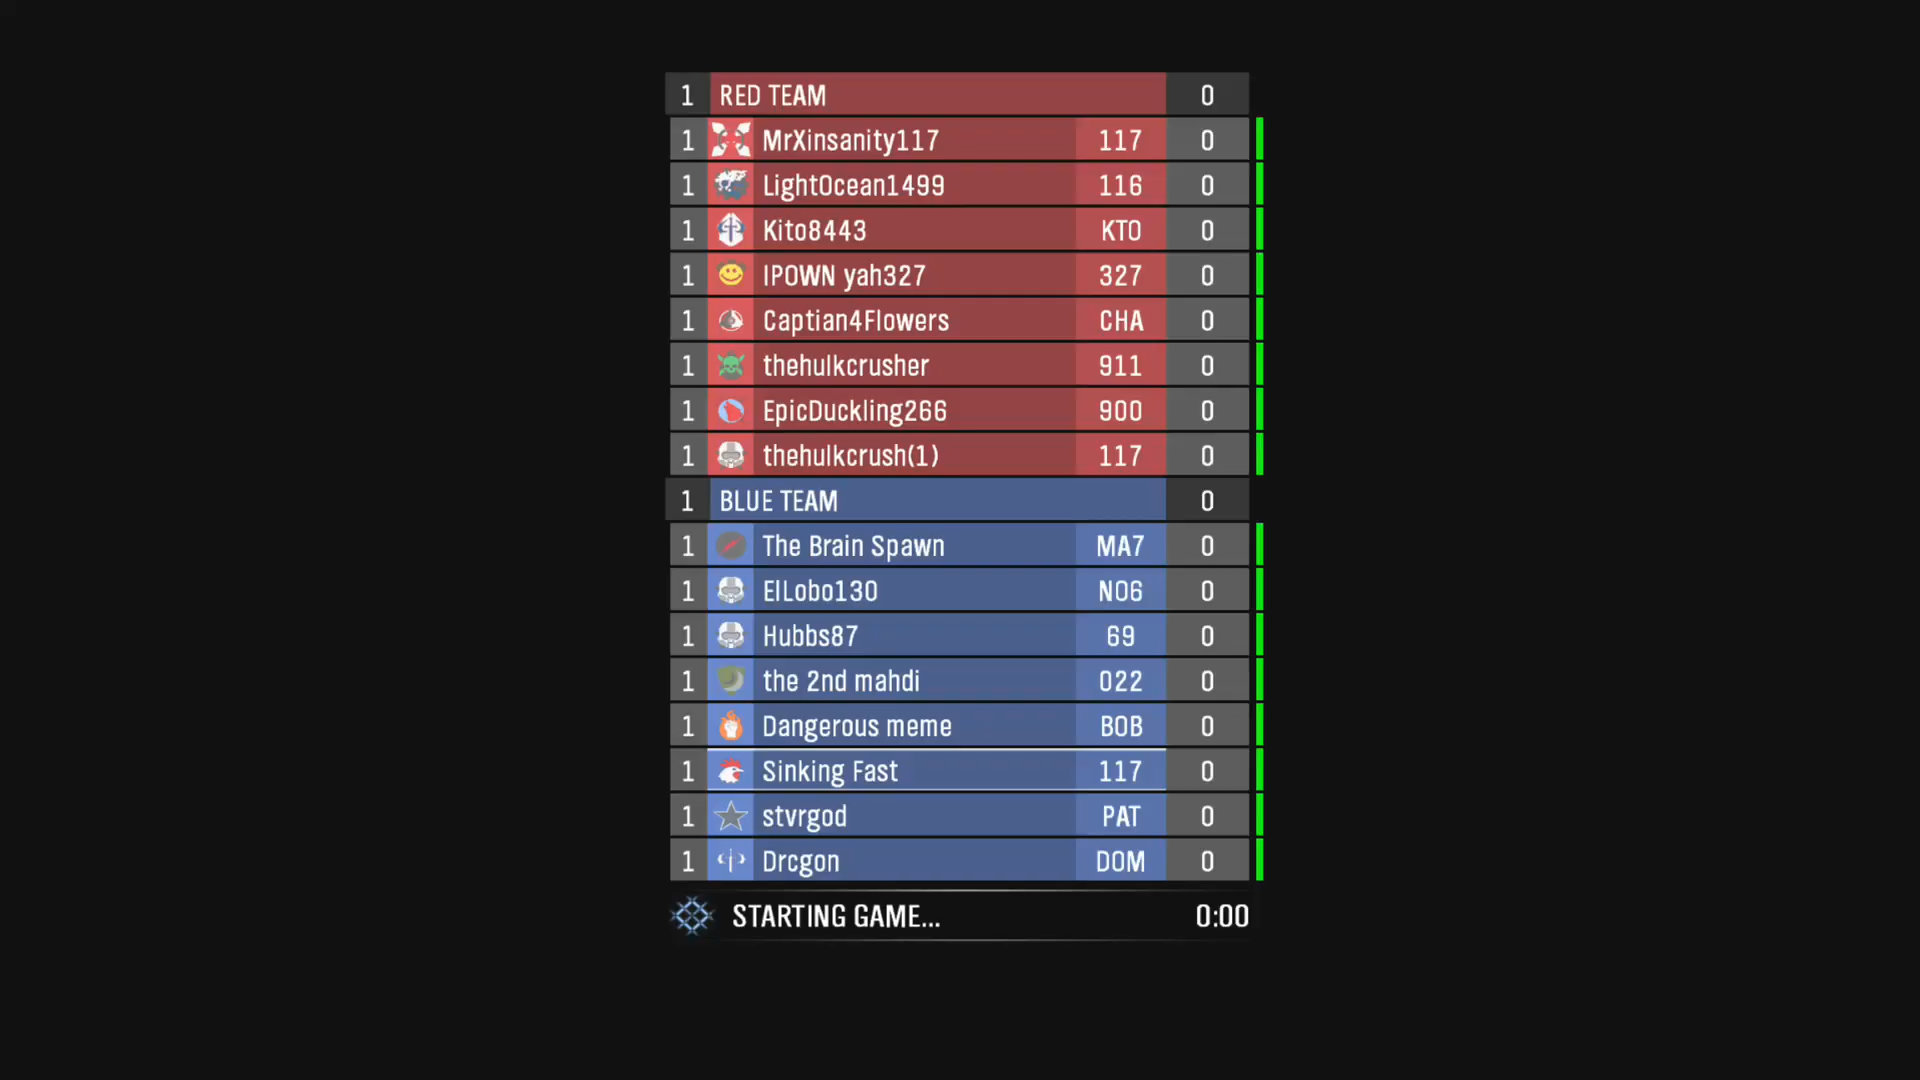 1 RED TEAM 0
1 MrXinsanity117 117 0
1 LightOcean1499 116 0
1 Kito8443 KTO 0
1 IPOWN yah327 327 0
1 Captian4Flowers CHA 0
1 thehulkcrusher 911 0
1 EpicDuckling266 900 0
1 thehulkcrush(1) 117 0
1 BLUE TEAM 0
1 The Brain Spawn MA7 0
1 ElLobo130 N06 0
1 Hubbs87 69 0
1 the 2nd mahdi 022 0
1 Dangerous meme BOB 0
1 Sinking Fast 117 0
1 stvrgod PAT 0
1 Drcgon DOM 0
STARTING GAME... 0:00